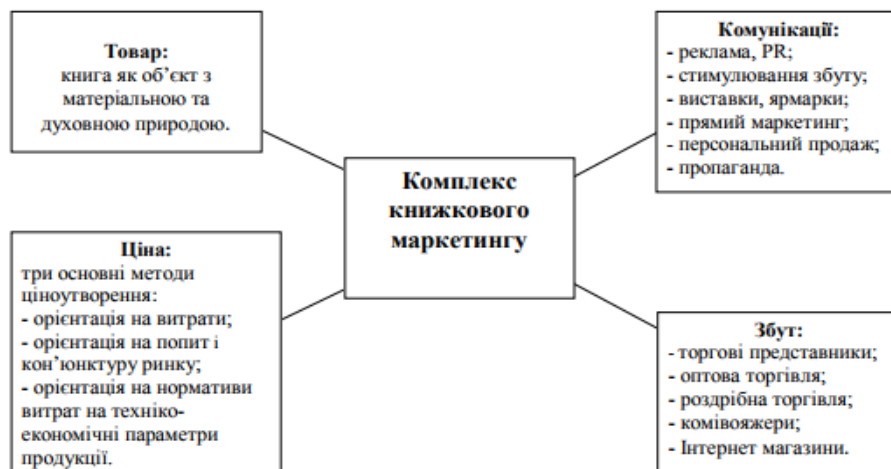 Товар:
книга як об’єкт з
матеріальною та
духовною природою.
Комунікації:
- реклама, PR;
- стимулювання збуту;
- виставки, ярмарки;
- прямий маркетинг;
- персональний продаж;
- пропаганда.
Комплекс
книжкового
маркетингу
Ціна:
три основні методи
ціноутворення:
- орієнтація на витрати;
- орієнтація на попит і
кон’юнктуру ринку;
- орієнтація на нормативи
витрат на техніко-
економічні параметри
продукції.
Збут:
- торгові представники;
- оптова торгівля;
- роздрібна торгівля;
- комівояжери;
- Інтернет магазини.